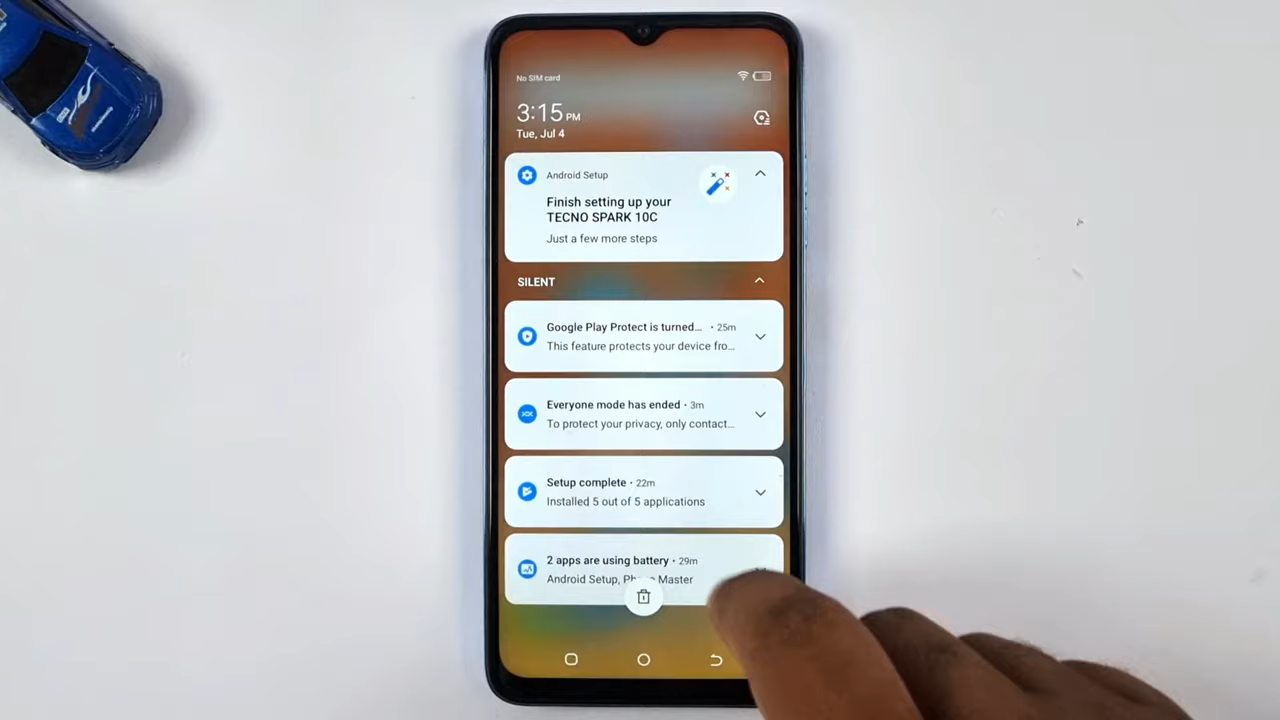 No SIM card
3:15 PM
Tue, Jul 4
Android Setup
Finish setting up your
TECNO SPARK 10C
Just a few more steps
SILENT
Google Play Protect is turned... • 25m
This feature protects your device fro...
Everyone mode has ended • 3m
To protect your privacy, only contact...
Setup complete • 22m
Installed 5 out of 5 applications
2 apps are using battery • 29m
Android Setup, Master